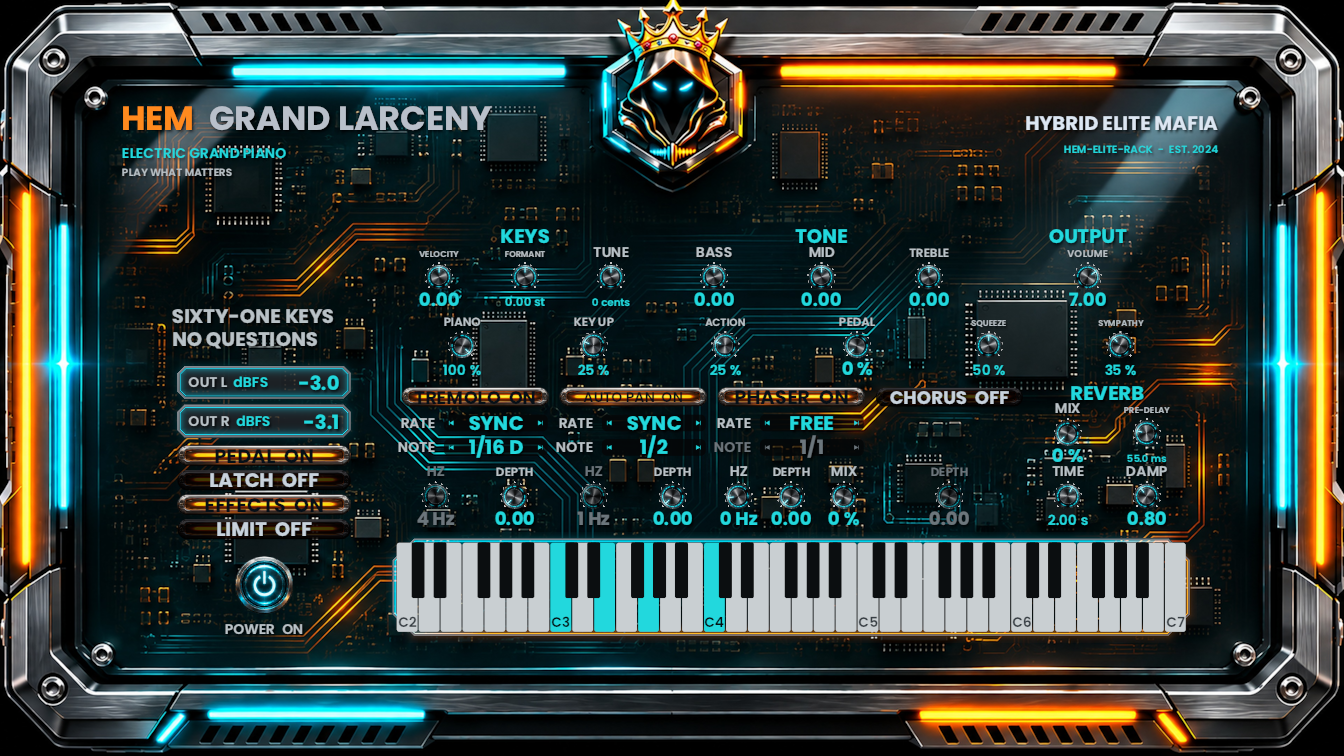 HEM GRAND LARCENY
ELECTRIC GRAND PIANO
PLAY WHAT MATTERS
HYBRID ELITE MAFIA
HEM-ELITE-RACK - EST. 2024
KEYS
TONE
OUTPUT
VELOCITY FORMANT TUNE BASS MID TREBLE VOLUME
0.00 0.00 st 0 cents 0.00 0.00 0.00 7.00
SIXTY-ONE KEYS
NO QUESTIONS
PIANO KEY UP ACTION PEDAL SQUEEZE SYMPATHY
100 % 25 % 25 % 0 % 50 % 35 %
OUT L dBFS -3.0
OUT R dBFS -3.1
PEDAL ON
LATCH OFF
EFFECTS ON
LIMIT OFF
POWER ON
TREMOLO ON AUTO PAN ON PHASER ON CHORUS OFF
REVERB
RATE SYNC RATE SYNC RATE FREE
NOTE 1/16 D NOTE 1/2 NOTE 1/1
MIX PRE-DELAY
0 % 55.0 ms
HZ DEPTH HZ DEPTH HZ DEPTH MIX DEPTH TIME DAMP
4 Hz 0.00 1 Hz 0.00 0 Hz 0.00 0 % 0.00 2.00 s 0.80
C2 C3 C4 C5 C6 C7